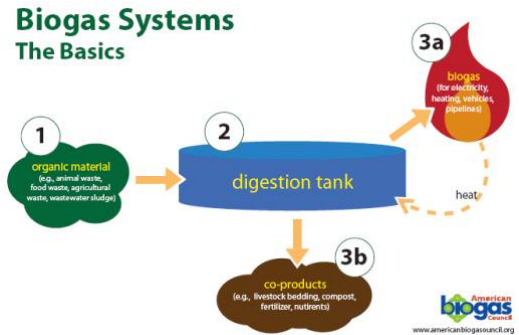 Biogas Systems
The Basics
3a
biogas
(for electricity,
heating, vehicles,
pipelines)
1
organic material
(e.g., animal waste,
food waste, agricultural
waste, wastewater sludge)
2
digestion tank
heat
3b
co-products
(e.g., livestock bedding, compost,
fertilizer, nutirents)
American
biogas
Council
www.americanbiogasouncil.org